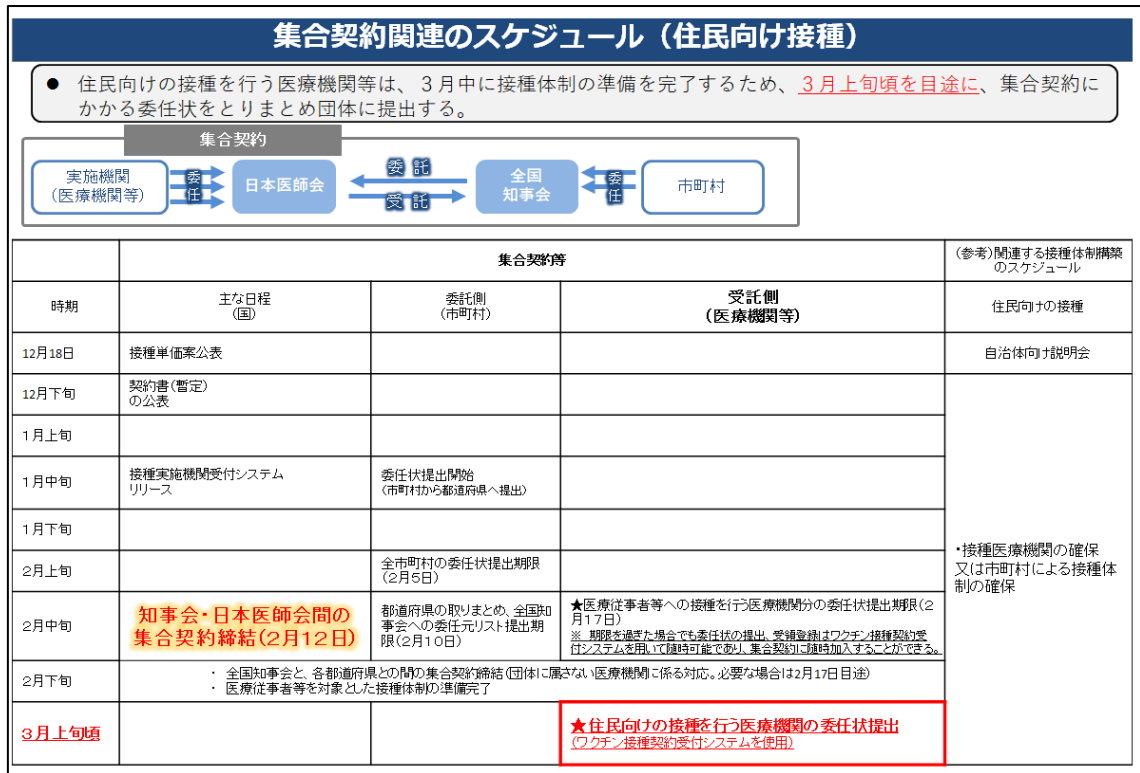 集合契約関連のスケジュール（住民向け接種）
● 住民向けの接種を行う医療機関等は、３月中に接種体制の準備を完了するため、３月上旬頃を目途に、集合契約に
かかる委任状をとりまとめ団体に提出する。
集合契約
実施機関
(医療機関等)
委
任
日本医師会
委 託
受 託
全国
知事会
委
任
市町村
集合契約等
(参考)関連する接種体制構築
のスケジュール
時期
主な日程
(国)
委託側
(市町村)
受託側
(医療機関等)
住民向けの接種
12月18日
接種単価案公表
自治体向け説明会
12月下旬
契約書(暫定)
の公表
1月上旬
1月中旬
接種実施機関受付システム
リリース
委任状提出開始
(市町村から都道府県へ提出)
1月下旬
2月上旬
全市町村の委任状提出期限
(2月5日)
・接種医療機関の確保
又は市町村による接種体
制の確保
2月中旬
知事会・日本医師会間の
集合契約締結(2月12日)
都道府県の取りまとめ、全国知
事会への委任元リスト提出期
限(2月10日)
★医療従事者等への接種を行う医療機関分の委任状提出期限(2
月17日)
※ 期限を過ぎた場合でも委任状の提出、受領登録はワクチン接種契約受
付システムを用いて随時可能であり、集合契約に随時加入することができる。
2月下旬
・ 全国知事会と、各都道府県との間の集合契約締結(団体に属さない医療機関に係る対応。必要な場合は2月17日目途)
・ 医療従事者等を対象とした接種体制の準備完了
３月上旬頃
★住民向けの接種を行う医療機関の委任状提出
(ワクチン接種契約受付システムを使用)